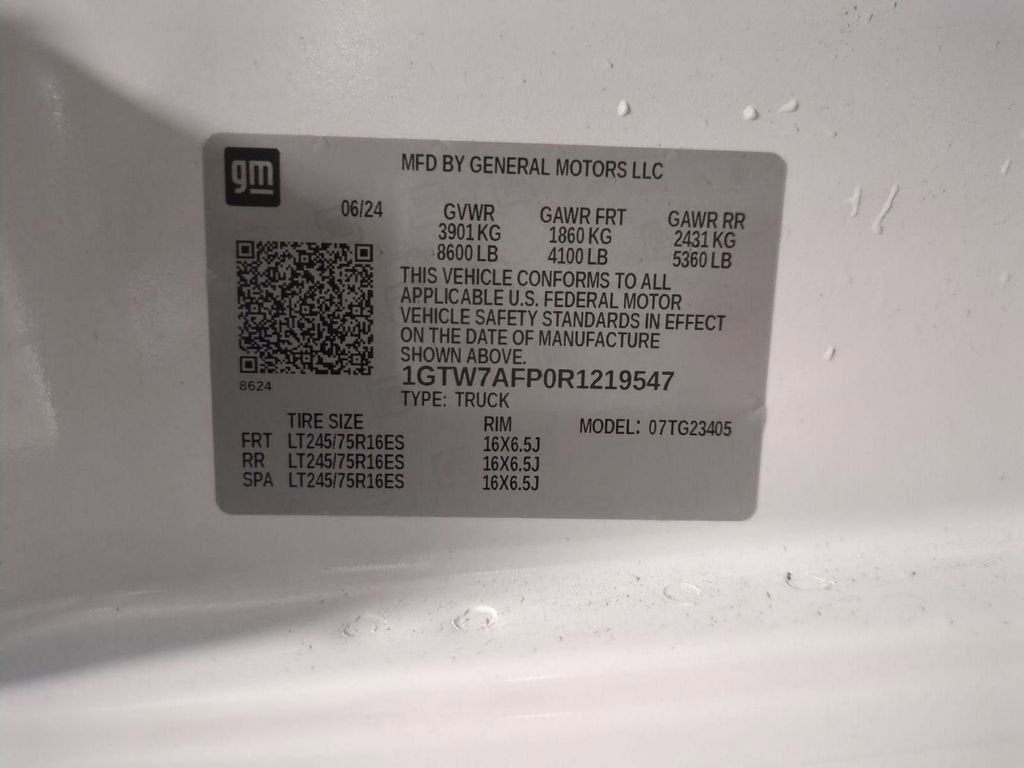 gm
MFD BY GENERAL MOTORS LLC
06/24
GVWR GAWR FRT GAWR RR
3901 KG 1860 KG 2431 KG
8600 LB 4100 LB 5360 LB
THIS VEHICLE CONFORMS TO ALL
APPLICABLE U.S. FEDERAL MOTOR
VEHICLE SAFETY STANDARDS IN EFFECT
ON THE DATE OF MANUFACTURE
SHOWN ABOVE.
8624
1GTW7AFP0R1219547
TYPE: TRUCK
TIRE SIZE RIM MODEL: 07TG23405
FRT LT245/75R16ES 16X6.5J
RR LT245/75R16ES 16X6.5J
SPA LT245/75R16ES 16X6.5J